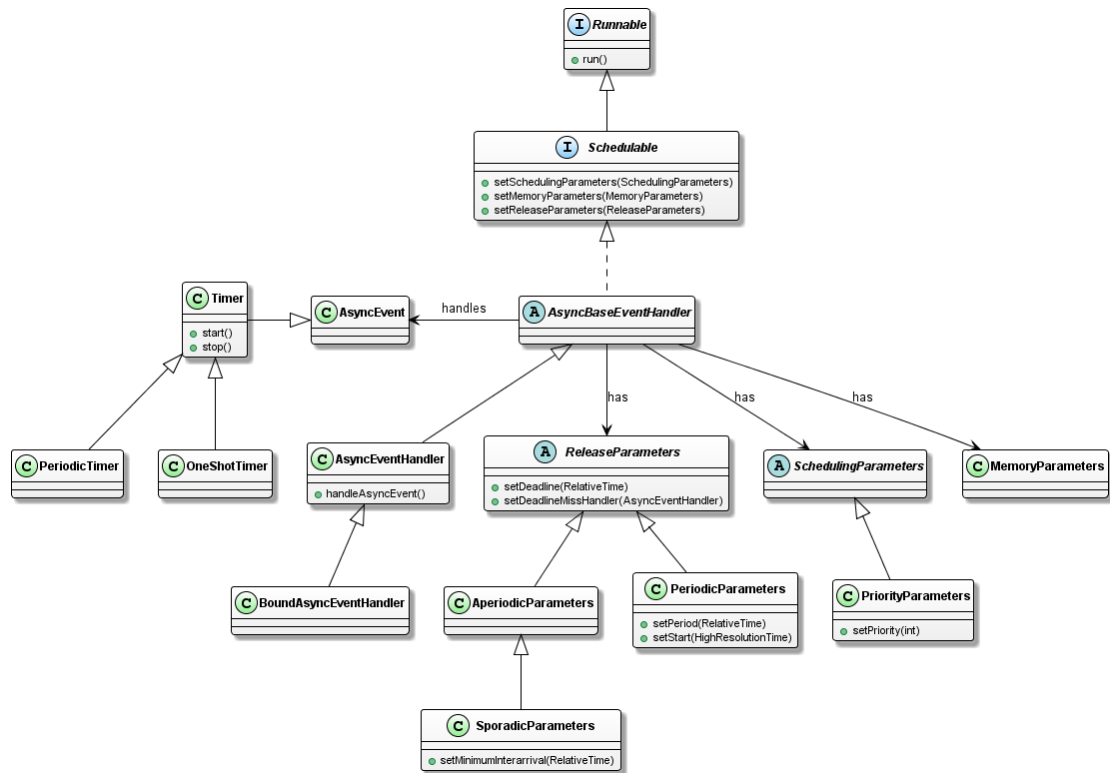 I Runnable
run()
I Schedulable
setSchedulingParameters(SchedulingParameters)
setMemoryParameters(MemoryParameters)
setReleaseParameters(ReleaseParameters)
C Timer
start()
stop()
C AsyncEvent
handles
A AsyncBaseEventHandler
has
has
has
C PeriodicTimer
C OneShotTimer
C AsyncEventHandler
handleAsyncEvent()
A ReleaseParameters
setDeadline(RelativeTime)
setDeadlineMissHandler(AsyncEventHandler)
A SchedulingParameters
C MemoryParameters
C BoundAsyncEventHandler
C AperiodicParameters
C PeriodicParameters
setPeriod(RelativeTime)
setStart(HighResolutionTime)
C PriorityParameters
setPriority(int)
C SporadicParameters
setMinimumInterarrival(RelativeTime)